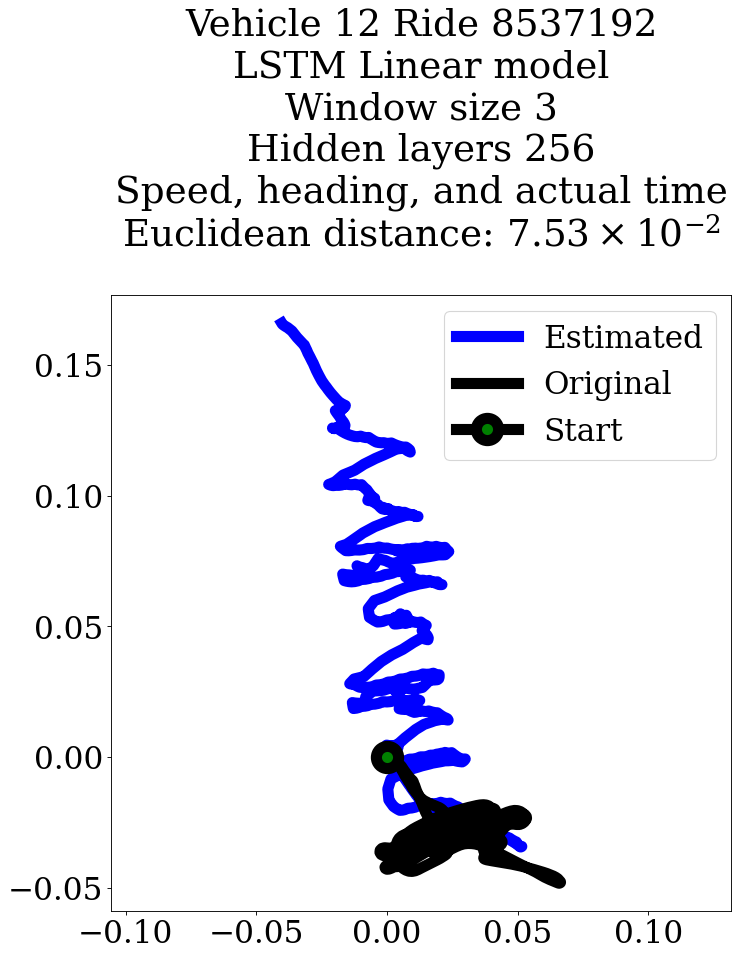 Vehicle 12 Ride 8537192
LSTM Linear model
Window size 3
Hidden layers 256
Speed, heading, and actual time
Euclidean distance: 7.53 × 10⁻²
Estimated
Original
Start
0.15
0.10
0.05
0.00
−0.05
−0.10
−0.05
0.00
0.05
0.10